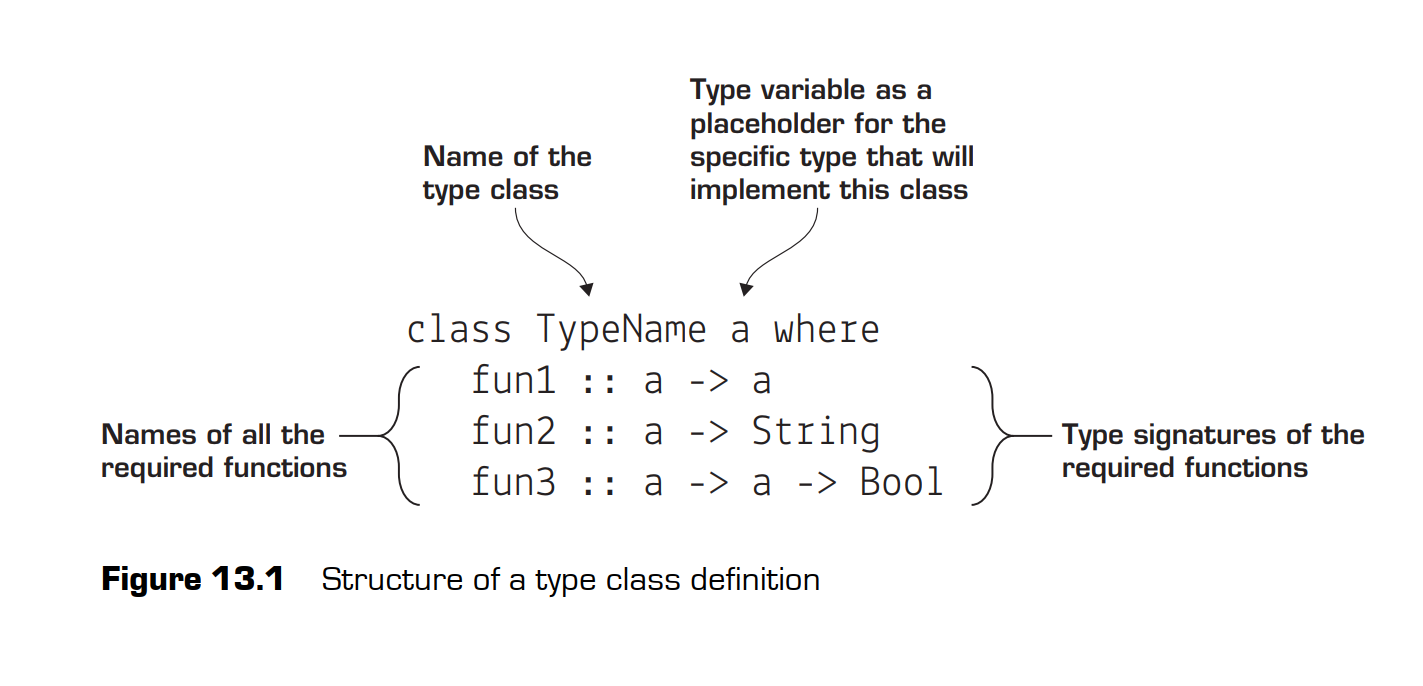 Type variable as a
placeholder for the
specific type that will
implement this class
Name of the
type class
class TypeName a where
fun1 :: a -> a
fun2 :: a -> String
fun3 :: a -> a -> Bool
Names of all the
required functions
Type signatures of the
required functions
Figure 13.1 Structure of a type class definition